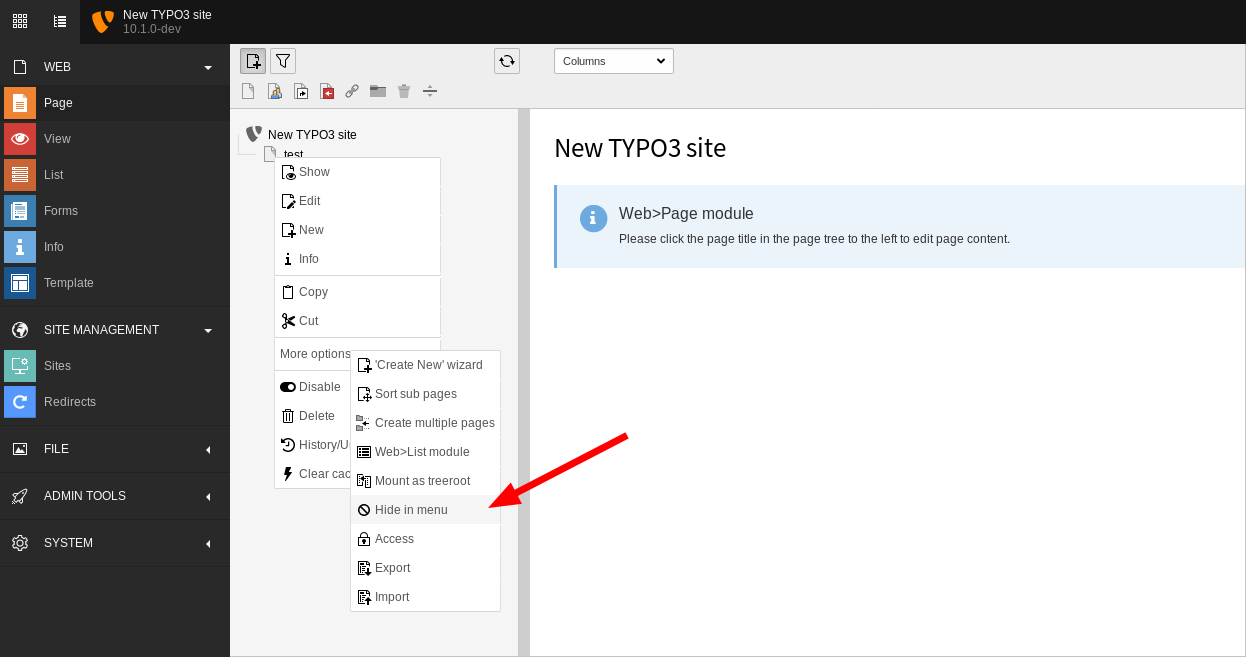 New TYPO3 site
10.1.0-dev
WEB
Page
View
List
Forms
Info
Template
SITE MANAGEMENT
Sites
Redirects
FILE
ADMIN TOOLS
SYSTEM
Columns
New TYPO3 site
test
Show
Edit
New
Info
Copy
Cut
More options
Disable
Delete
History/U
Clear cac
'Create New' wizard
Sort sub pages
Create multiple pages
Web>List module
Mount as treeroot
Hide in menu
Access
Export
Import
New TYPO3 site
Web>Page module
Please click the page title in the page tree to the left to edit page content.